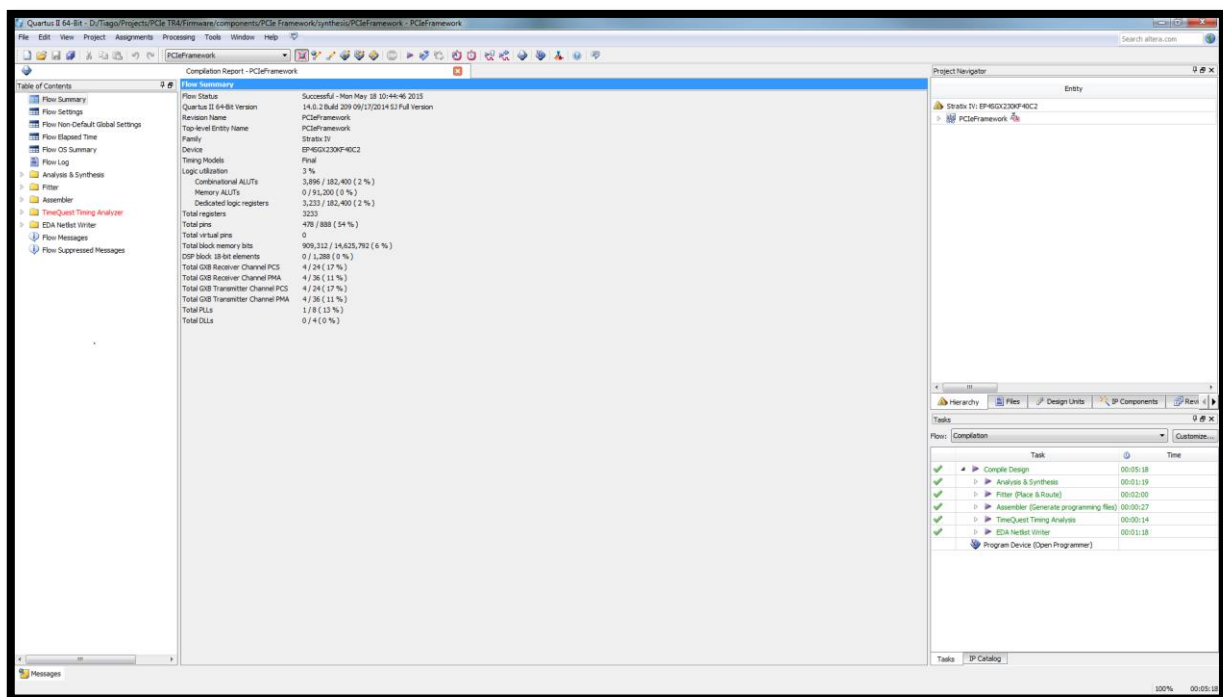 Quartus II 64-Bit - D:/Tiago/Projects/PCIe TR4/Firmware/components/PCIe Framework/synthesis/PCIeFramework - PCIeFramework
File Edit View Project Assignments Processing Tools Window Help
Search altera.com
PCIeFramework
Table of Contents
Flow Summary
Flow Settings
Flow Non-Default Global Settings
Flow Elapsed Time
Flow OS Summary
Flow Log
Analysis & Synthesis
Fitter
Assembler
TimeQuest Timing Analyzer
EDA Netlist Writer
Flow Messages
Flow Suppressed Messages
Compilation Report - PCIeFramework
Flow Summary
Flow Status Successful - Mon May 18 10:44:46 2015
Quartus II 64-Bit Version 14.0.2 Build 209 09/17/2014 SJ Full Version
Revision Name PCIeFramework
Top-level Entity Name PCIeFramework
Family Stratix IV
Device EP4SGX230KF40C2
Timing Models Final
Logic utilization 3 %
Combinational ALUTs 3,896 / 182,400 ( 2 % )
Memory ALUTs 0 / 91,200 ( 0 % )
Dedicated logic registers 3,233 / 182,400 ( 2 % )
Total registers 3233
Total pins 478 / 888 ( 54 % )
Total virtual pins 0
Total block memory bits 909,312 / 14,625,792 ( 6 % )
DSP block 18-bit elements 0 / 1,288 ( 0 % )
Total GXB Receiver Channel PCS 4 / 24 ( 17 % )
Total GXB Receiver Channel PMA 4 / 36 ( 11 % )
Total GXB Transmitter Channel PCS 4 / 24 ( 17 % )
Total GXB Transmitter Channel PMA 4 / 36 ( 11 % )
Total PLLs 1 / 8 ( 13 % )
Total DLLs 0 / 4 ( 0 % )
Project Navigator
Entity
Stratix IV: EP4SGX230KF40C2
PCIeFramework
Hierarchy Files Design Units IP Components Revi
Tasks
Flow: Compilation Customize...
Task Time
Compile Design 00:05:18
Analysis & Synthesis 00:01:19
Fitter (Place & Route) 00:02:00
Assembler (Generate programming files) 00:00:27
TimeQuest Timing Analysis 00:00:14
EDA Netlist Writer 00:01:18
Program Device (Open Programmer)
Tasks IP Catalog
Messages
100% 00:05:18